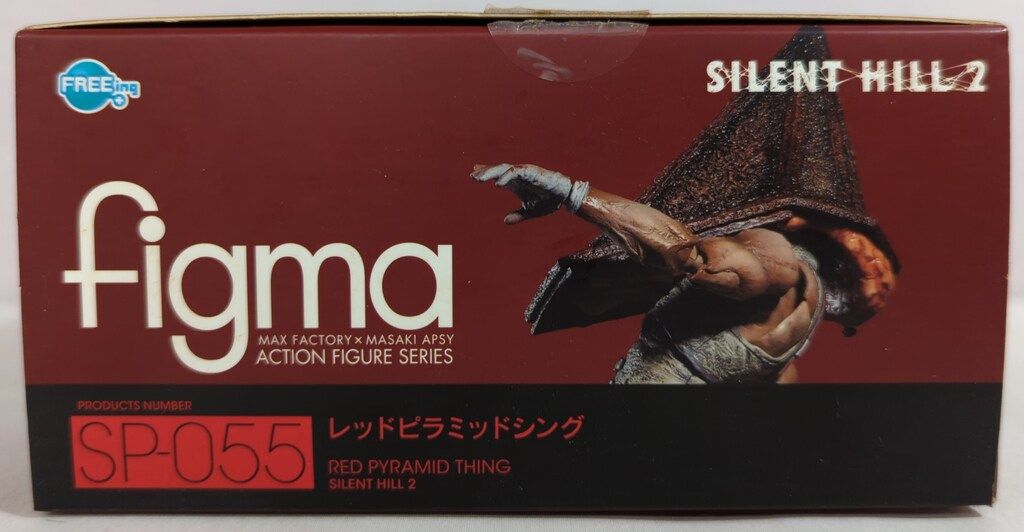 FREEing
SILENT HILL 2
figma
MAX FACTORY × MASAKI APSY
ACTION FIGURE SERIES
PRODUCTS NUMBER
SP-055
レッドピラミッドシング
RED PYRAMID THING
SILENT HILL 2